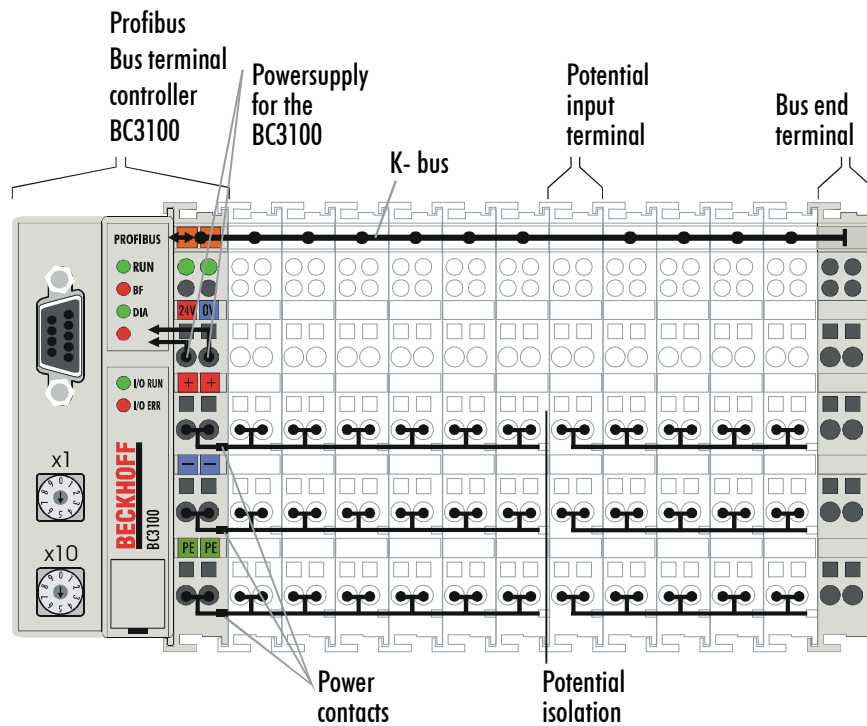 Profibus
Bus terminal
controller
BC3100
Powersupply
for the
BC3100
Potential
input
terminal
Bus end
terminal
K- bus
PROFIBUS
RUN
BF
DIA
24V 0V
I/O RUN
I/O ERR
+ +
x1
BECKHOFF
BC3100
— —
x10
PE PE
Power
contacts
Potential
isolation